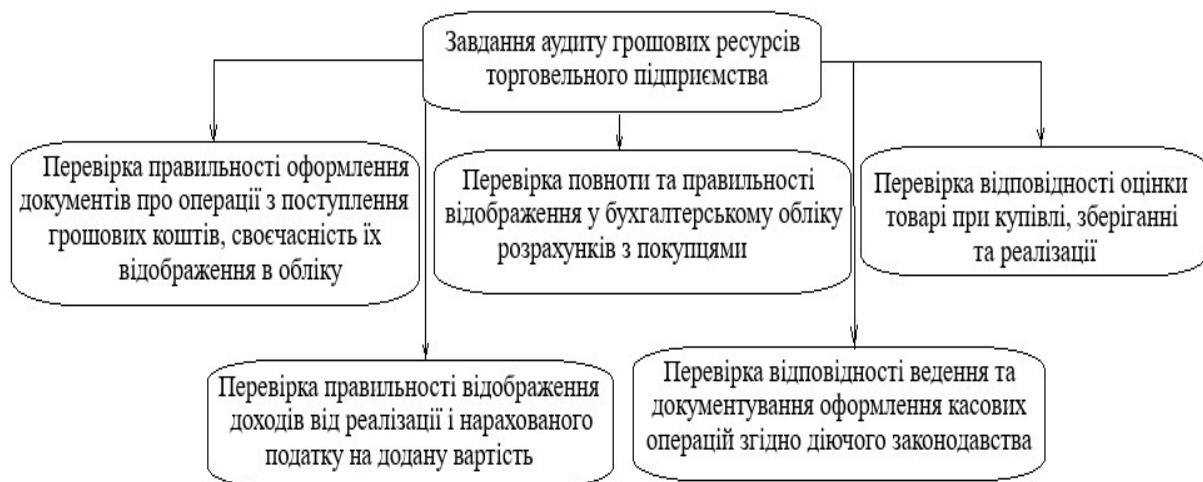 Завдання аудиту грошових ресурсів
торговельного підприємства
Перевірка правильності оформлення
документів про операції з поступлення
грошових коштів, своєчасність їх
відображення в обліку
Перевірка повноти та правильності
відображення у бухгалтерському обліку
розрахунків з покупцями
Перевірка відповідності оцінки
товарі при купівлі, зберіганні
та реалізації
Перевірка правильності відображення
доходів від реалізації і нарахованого
податку на додану вартість
Перевірка відповідності ведення та
документування оформлення касових
операцій згідно діючого законодавства